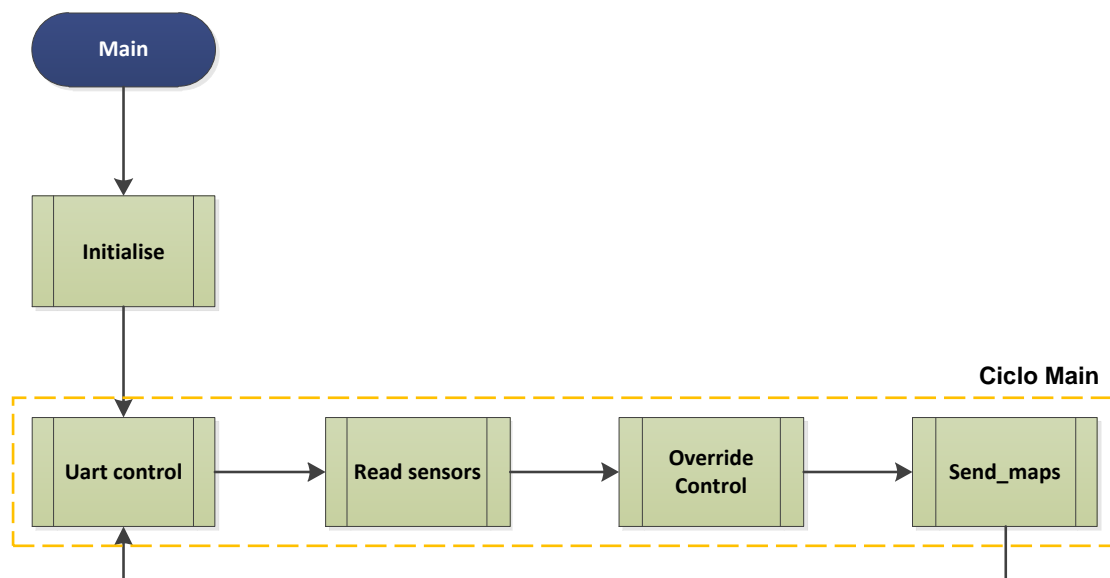 Main
Initialise
Ciclo Main
Uart control
Read sensors
Override
Control
Send_maps